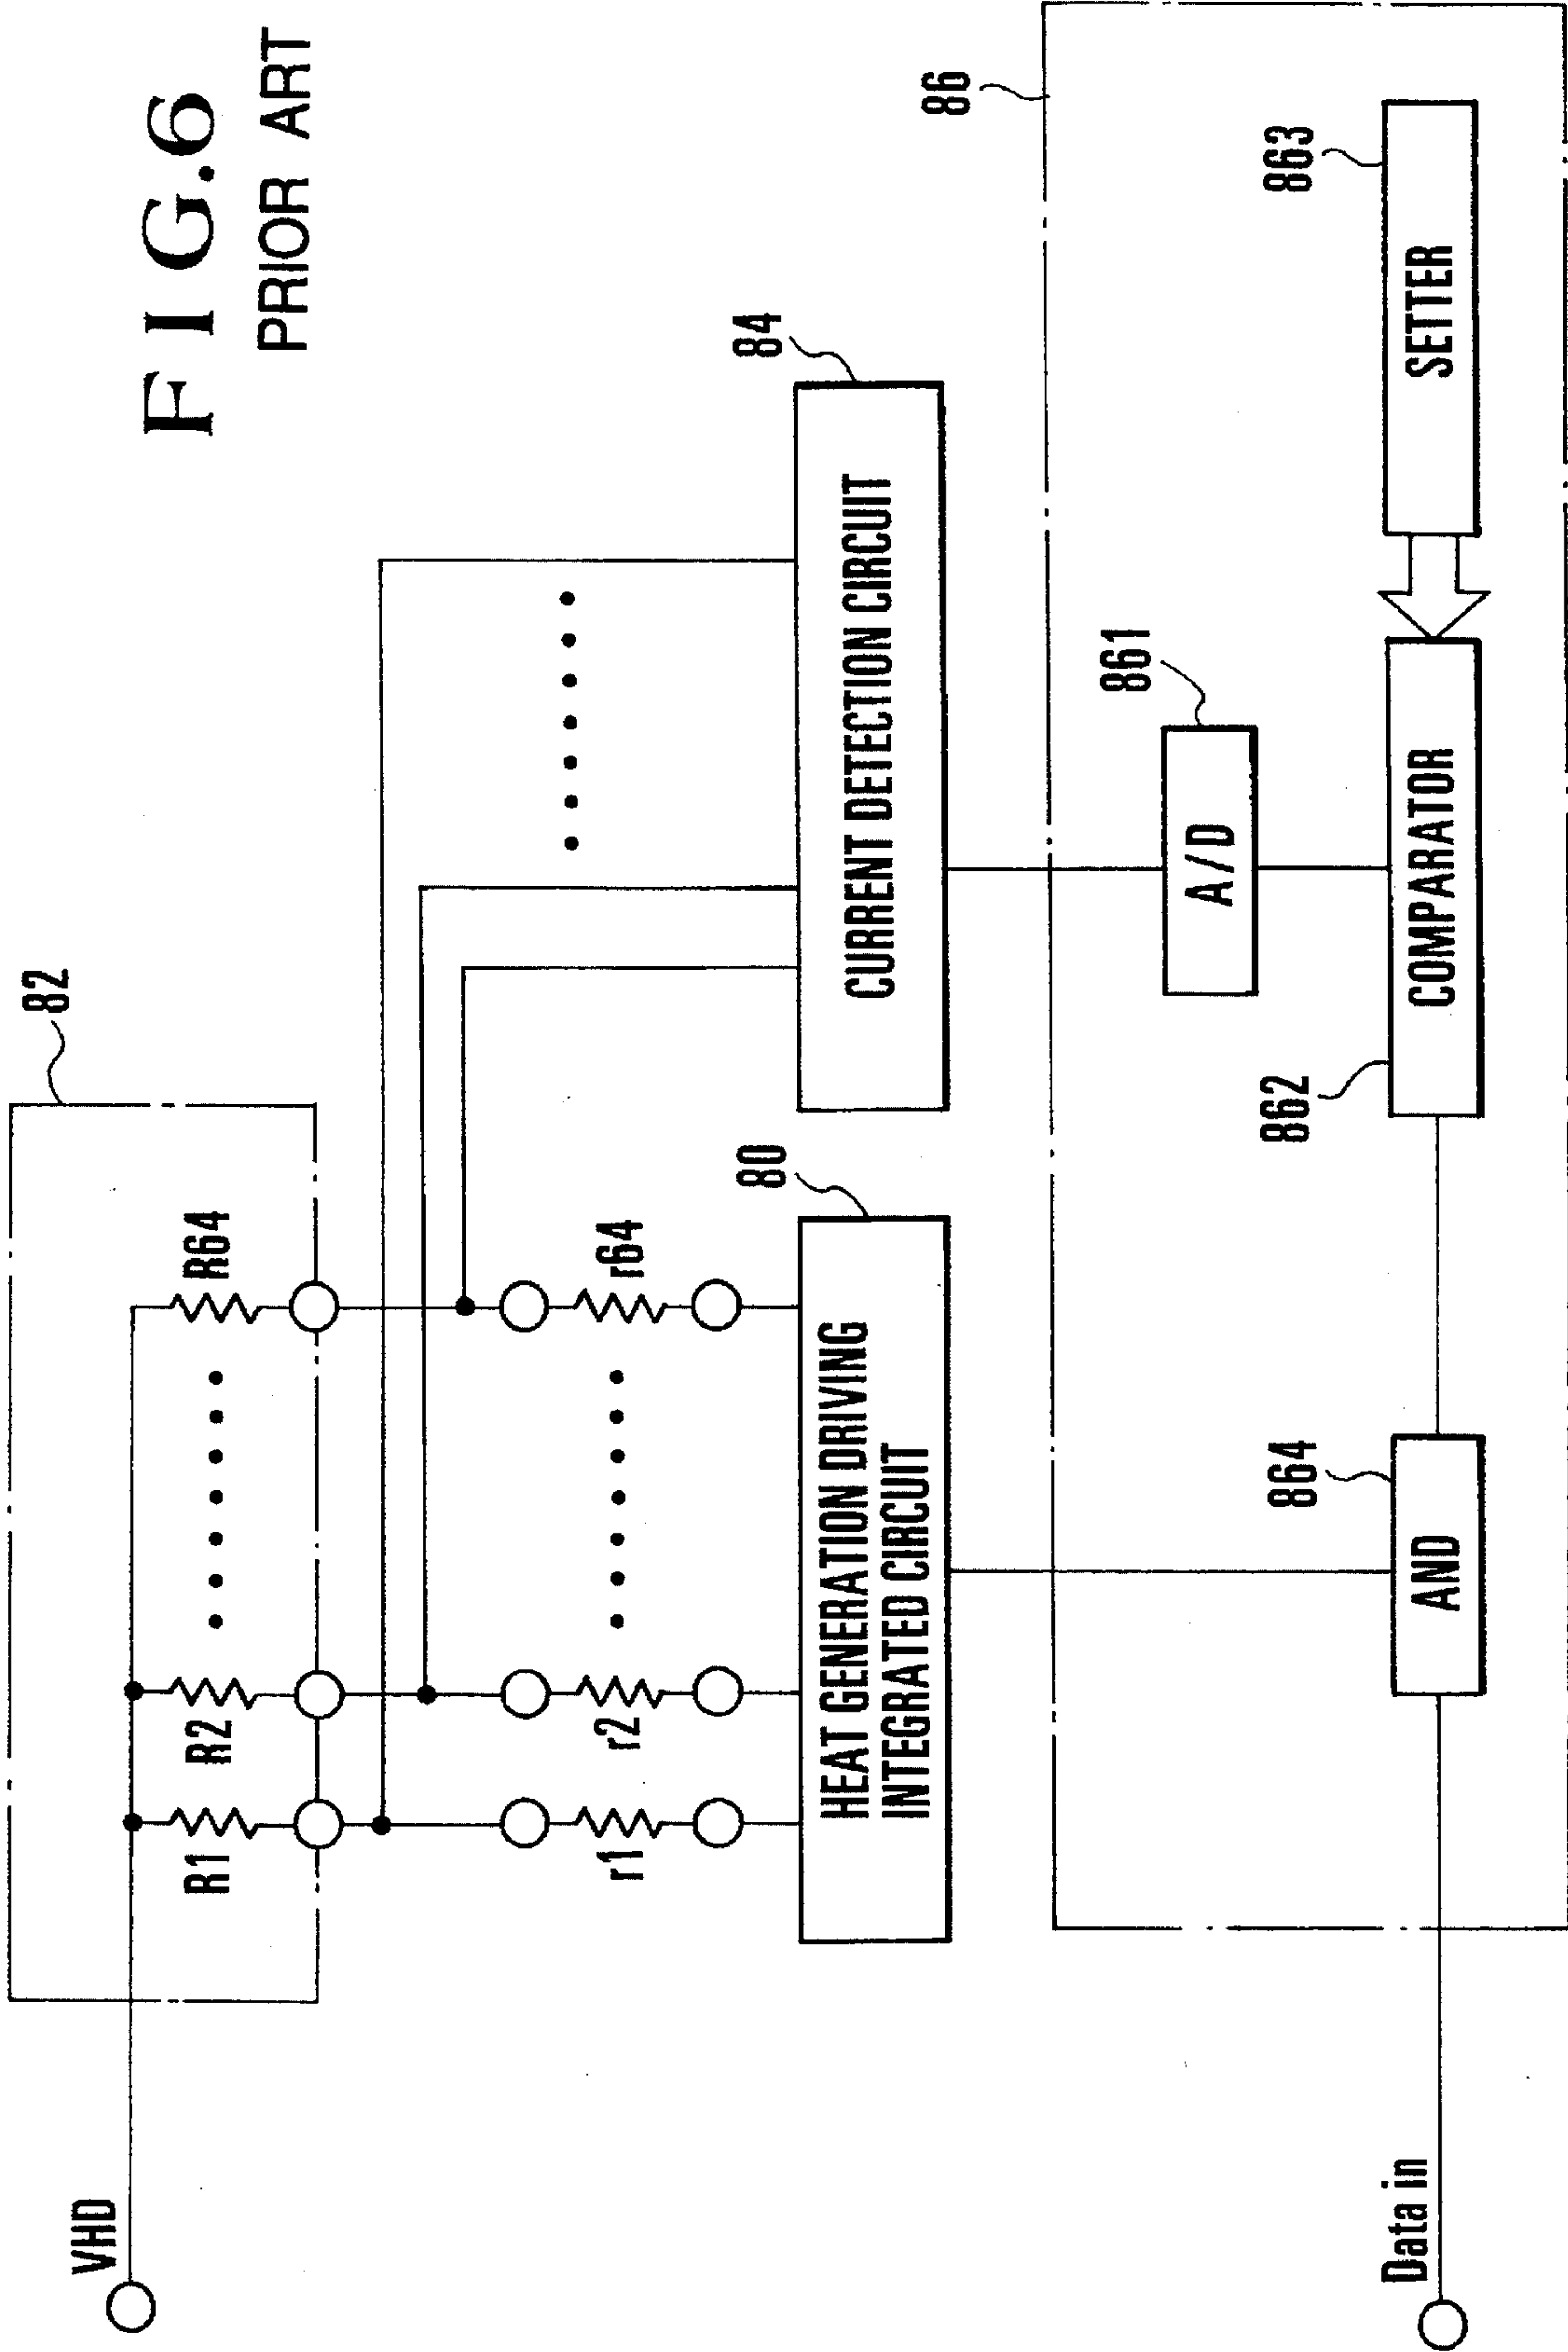 FIG.6
PRIOR ART
82
VHD
R1
R2
R64
r1
r2
r64
80
84
HEAT GENERATION DRIVING
INTEGRATED CIRCUIT
CURRENT DETECTION CIRCUIT
86
861
A/D
864
862
863
AND
COMPARATOR
SETTER
Data in